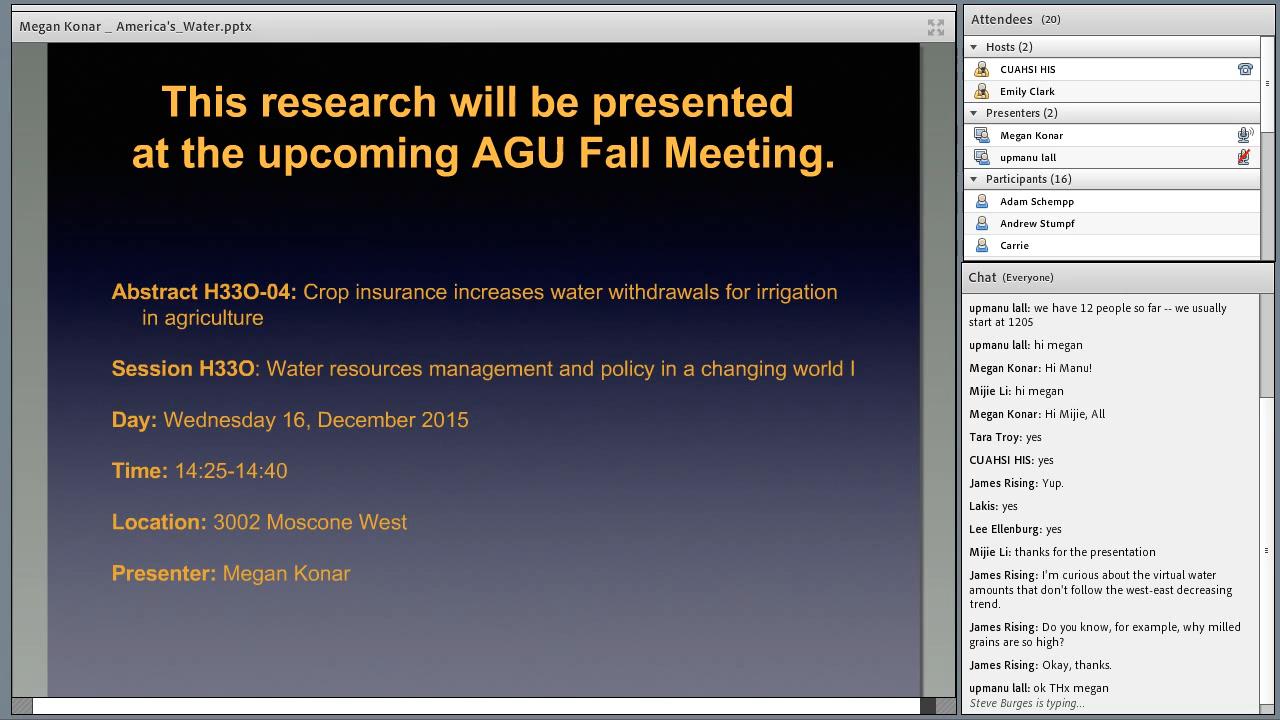 Megan Konar _ America's_Water.pptx
This research will be presented
at the upcoming AGU Fall Meeting.
Abstract H33O-04: Crop insurance increases water withdrawals for irrigation
in agriculture
Session H33O: Water resources management and policy in a changing world I
Day: Wednesday 16, December 2015
Time: 14:25-14:40
Location: 3002 Moscone West
Presenter: Megan Konar
Attendees (20)
Hosts (2)
CUAHSI HIS
Emily Clark
Presenters (2)
Megan Konar
upmanu lall
Participants (16)
Adam Schempp
Andrew Stumpf
Carrie
Chat (Everyone)
upmanu lall: we have 12 people so far -- we usually
start at 1205
upmanu lall: hi megan
Megan Konar: Hi Manu!
Mijie Li: hi megan
Megan Konar: Hi Mijie, All
Tara Troy: yes
CUAHSI HIS: yes
James Rising: Yup.
Lakis: yes
Lee Ellenburg: yes
Mijie Li: thanks for the presentation
James Rising: I'm curious about the virtual water
amounts that don't follow the west-east decreasing
trend.
James Rising: Do you know, for example, why milled
grains are so high?
James Rising: Okay, thanks.
upmanu lall: ok THx megan
Steve Burges is typing...